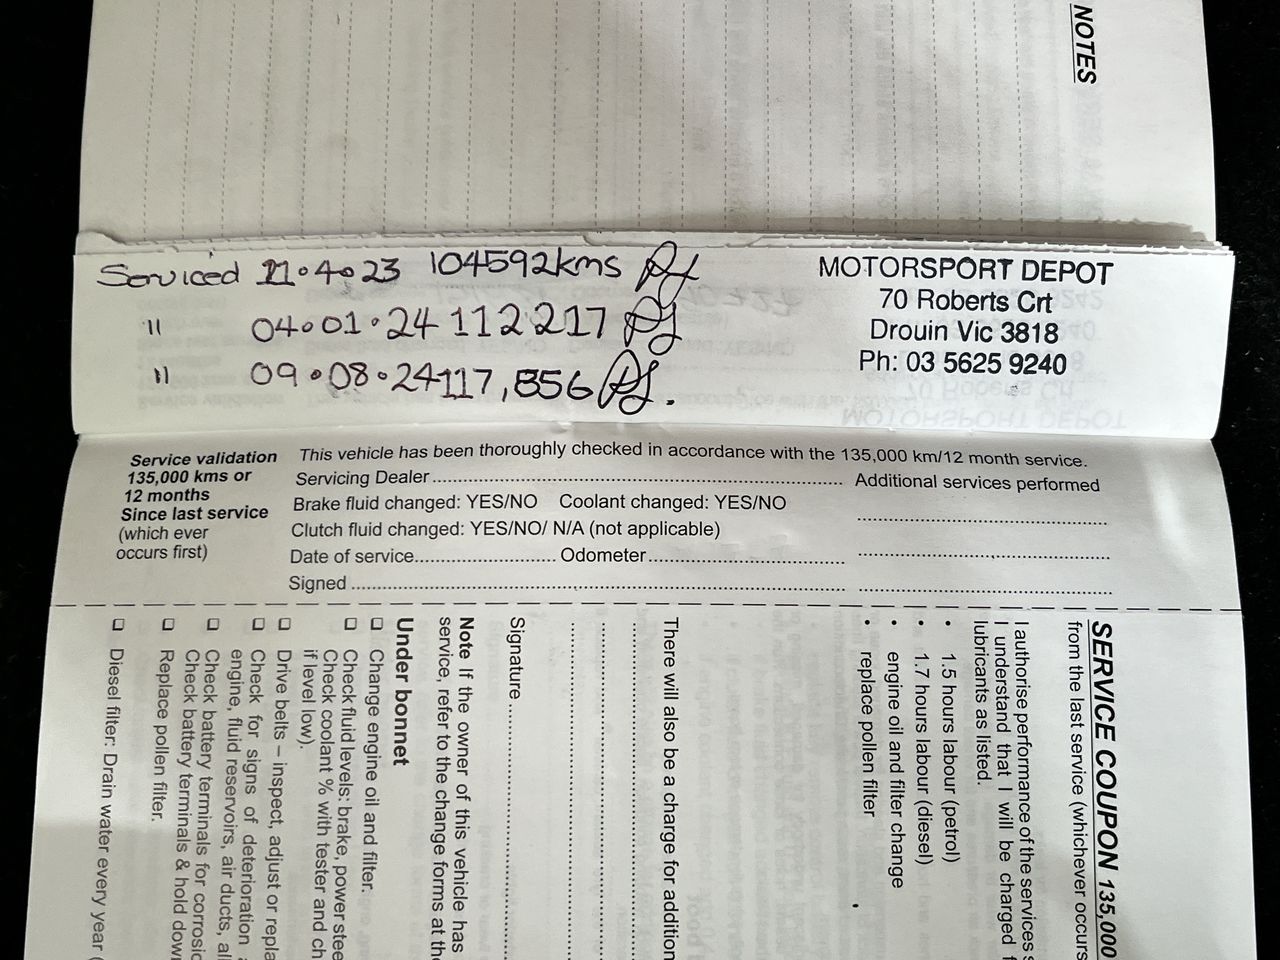 NOTES
Serviced 11.4.23 104592kms
" 04.01.24 112217
" 09.08.24 117,856
MOTORSPORT DEPOT
70 Roberts Crt
Drouin Vic 3818
Ph: 03 5625 9240
Service validation
135,000 kms or
12 months
Since last service
(which ever
occurs first)
This vehicle has been thoroughly checked in accordance with the 135,000 km/12 month service.
Servicing Dealer
Additional services performed
Brake fluid changed: YES/NO Coolant changed: YES/NO
Clutch fluid changed: YES/NO/ N/A (not applicable)
Date of service Odometer
Signed
SERVICE COUPON 135,000
from the last service (whichever occurs
I authorise performance of the services
I understand that I will be charged
lubricants as listed.
• 1.5 hours labour (petrol)
• 1.7 hours labour (diesel)
• engine oil and filter change
• replace pollen filter
There will also be a charge for addition
Signature
Note If the owner of this vehicle has
service, refer to the change forms at the
Under bonnet
❑ Change engine oil and filter.
❑ Check fluid levels: brake, power stee
Check coolant % with tester and ch
if level low).
❑ Drive belts – inspect, adjust or repla
❑ Check for signs of deterioration
engine, fluid reservoirs, air ducts, al
❑ Check battery terminals for corrosio
Check battery terminals & hold down
❑ Replace pollen filter.
❑ Diesel filter: Drain water every year (